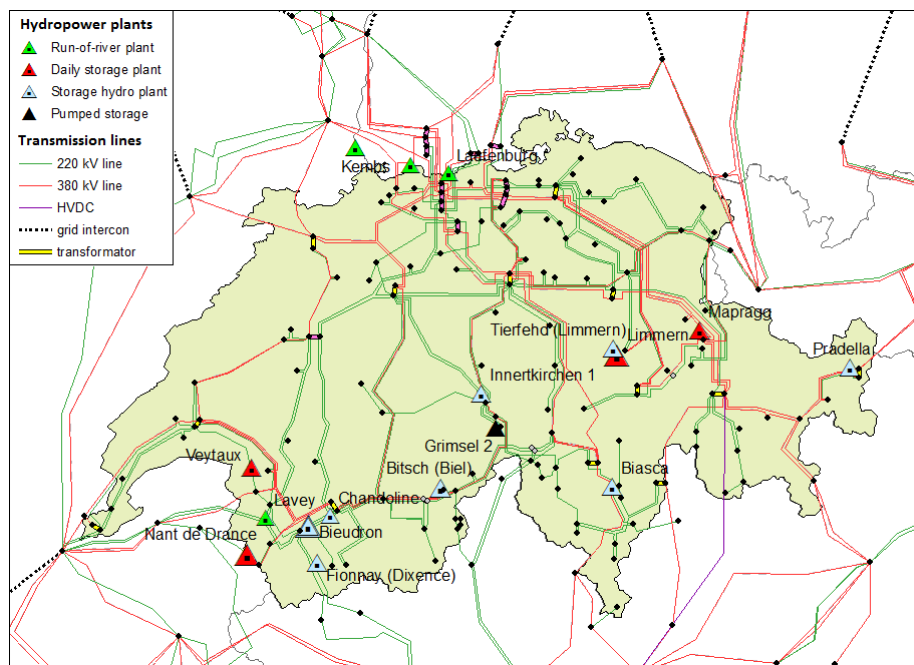 Hydropower plants
Run-of-river plant
Daily storage plant
Storage hydro plant
Pumped storage
Transmission lines
220 kV line
380 kV line
HVDC
grid intercon
transformator
Kembs
Laufenburg
Mapragg
Tierfehd (Limmern)
Limmern
Pradella
Innertkirchen 1
Grimsel 2
Bitsch (Biel)
Biasca
Veytaux
Lavey
Chandoline
Nant de Drance
Bieudron
Fionnay (Dixence)